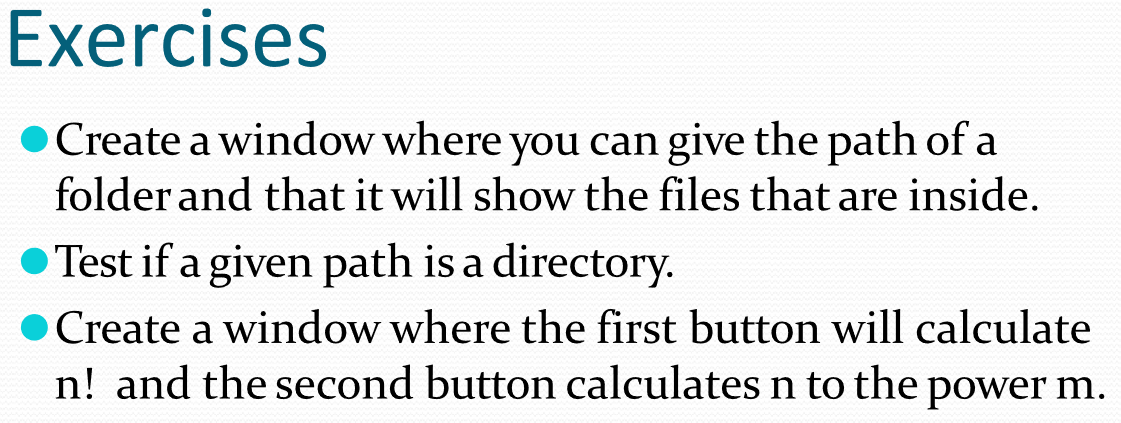 Exercises
Create a window where you can give the path of a
folder and that it will show the files that are inside.
Test if a given path is a directory.
Create a window where the first button will calculate
n! and the second button calculates n to the power m.